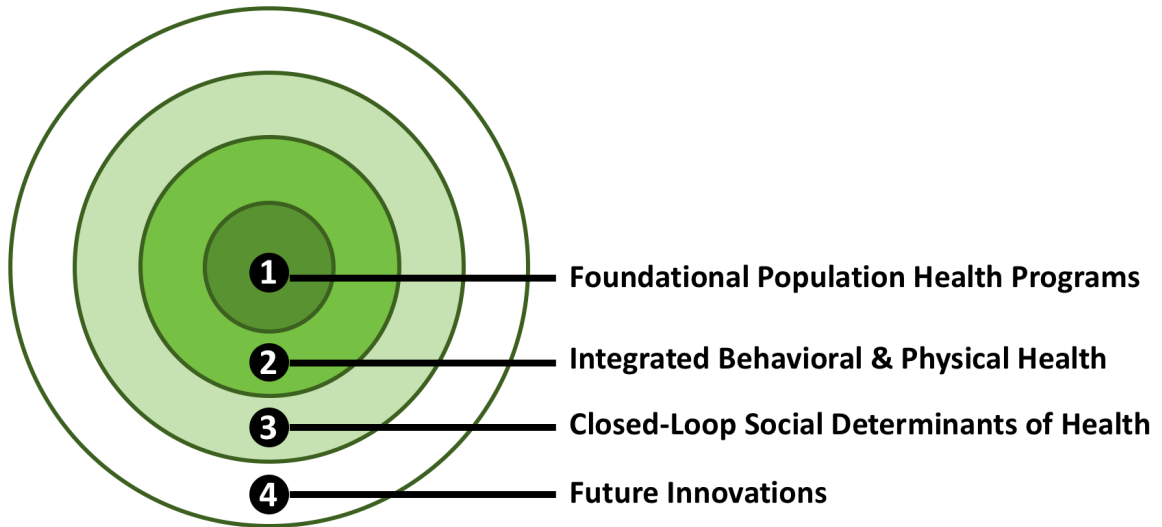 1 Foundational Population Health Programs
2 Integrated Behavioral & Physical Health
3 Closed-Loop Social Determinants of Health
4 Future Innovations